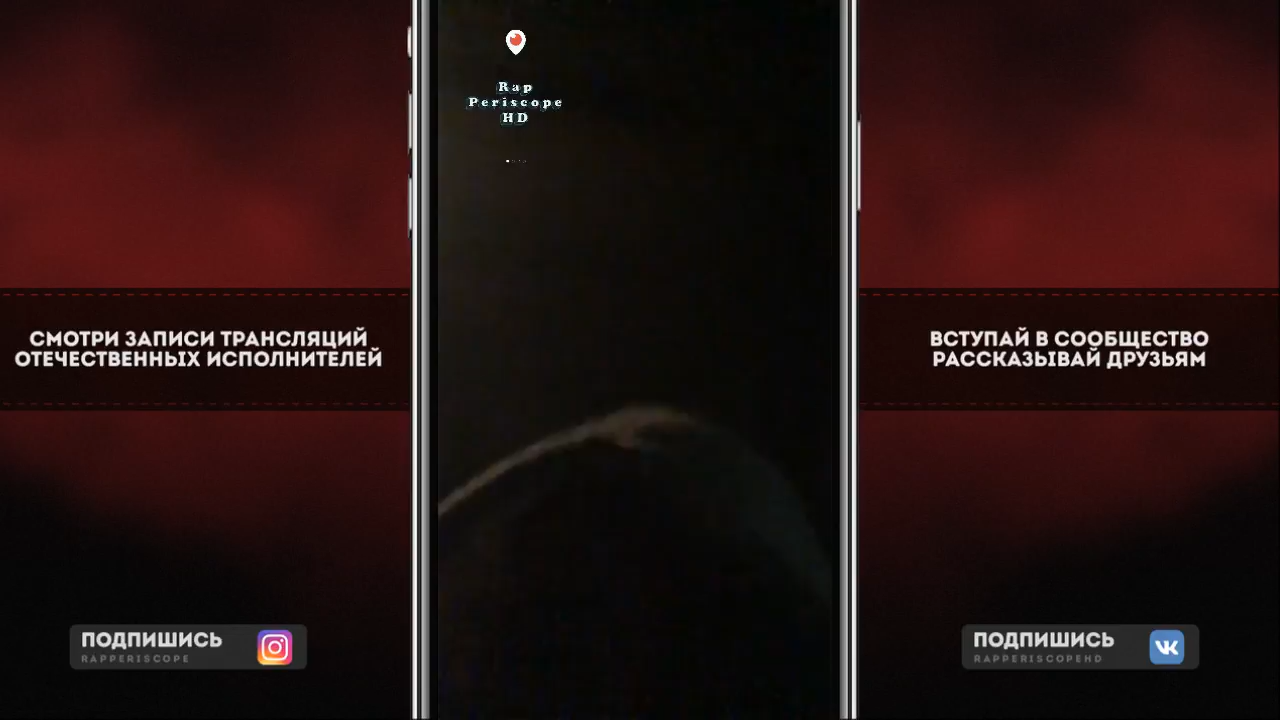 Rap
Periscope
HD
СМОТРИ ЗАПИСИ ТРАНСЛЯЦИЙ
ОТЕЧЕСТВЕННЫХ ИСПОЛНИТЕЛЕЙ
ВСТУПАЙ В СООБЩЕСТВО
РАССКАЗЫВАЙ ДРУЗЬЯМ
ПОДПИШИСЬ
RAPPERISCOPE
ПОДПИШИСЬ
RAPPERISCOPEHD